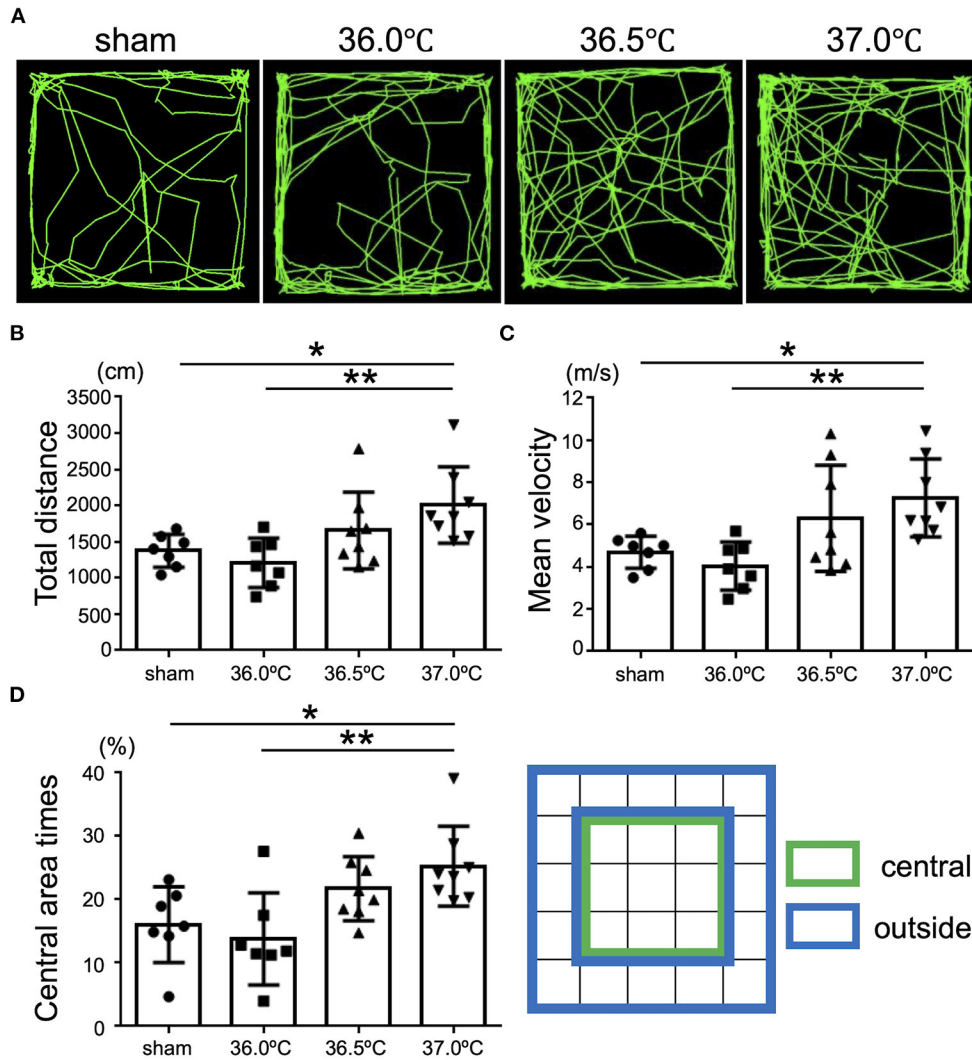 A
sham 36.0℃ 36.5℃ 37.0℃
B
(cm)
*
**
Total distance
3500
3000
2500
2000
1500
1000
500
0
sham 36.0ºC 36.5ºC 37.0ºC
C
(m/s)
*
**
Mean velocity
12
10
8
6
4
2
0
sham 36.0ºC 36.5ºC 37.0ºC
D
(%)
*
**
Central area times
40
30
20
10
0
sham 36.0ºC 36.5ºC 37.0ºC
central
outside